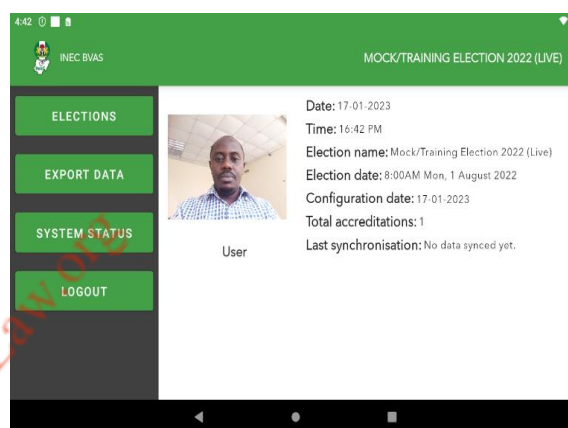 4:42
INEC BVAS
MOCK/TRAINING ELECTION 2022 (LIVE)
ELECTIONS
EXPORT DATA
SYSTEM STATUS
LOGOUT
User
Date: 17-01-2023
Time: 16:42 PM
Election name: Mock/Training Election 2022 (Live)
Election date: 8:00AM Mon, 1 August 2022
Configuration date: 17-01-2023
Total accreditations: 1
Last synchronisation: No data synced yet.
Law.org